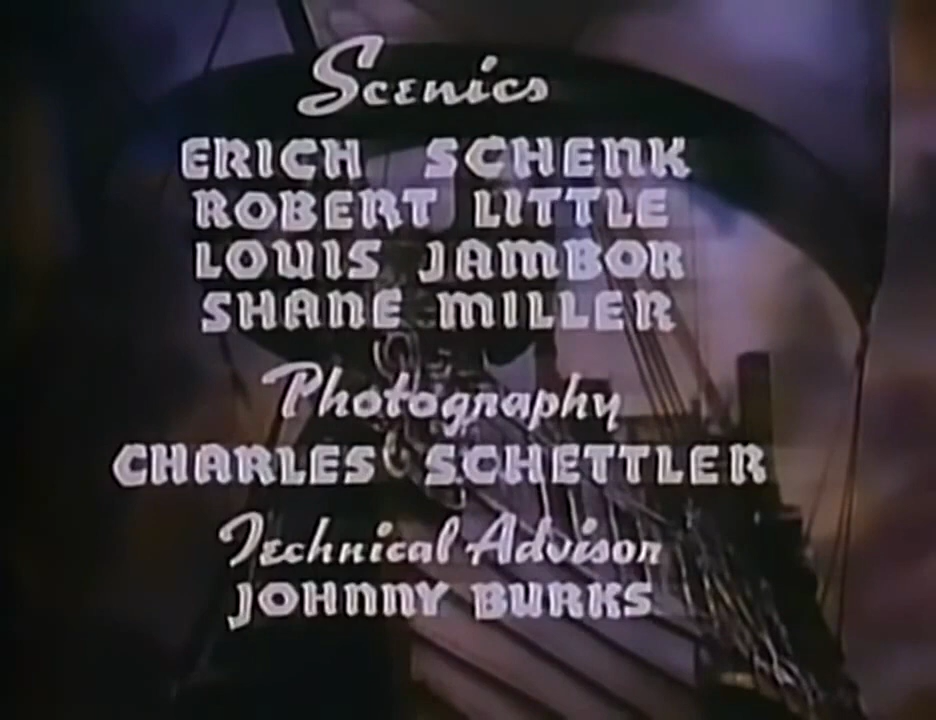 Scenics
ERICH SCHENK
ROBERT LITTLE
LOUIS JAMBOR
SHANE MILLER
Photography
CHARLES SCHETTLER
Technical Advisor
JOHNNY BURKS